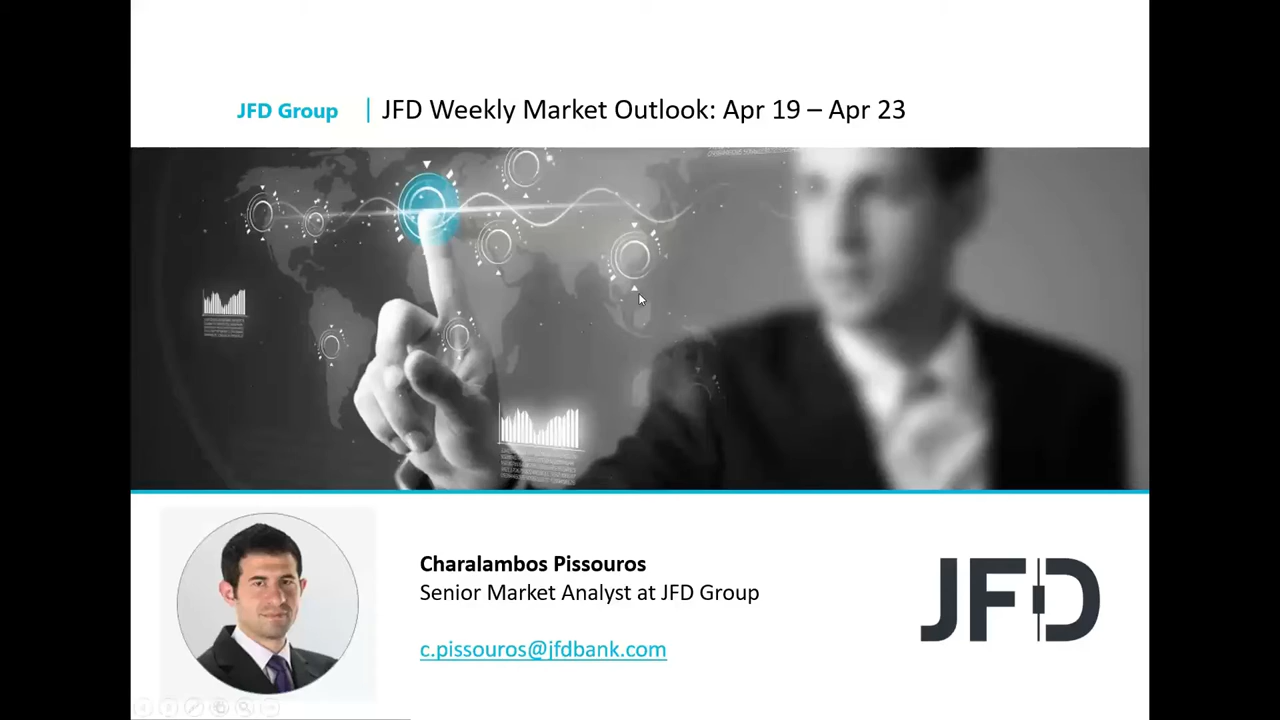 JFD Group | JFD Weekly Market Outlook: Apr 19 – Apr 23
Charalambos Pissouros
Senior Market Analyst at JFD Group
c.pissouros@jfdbank.com
JFD